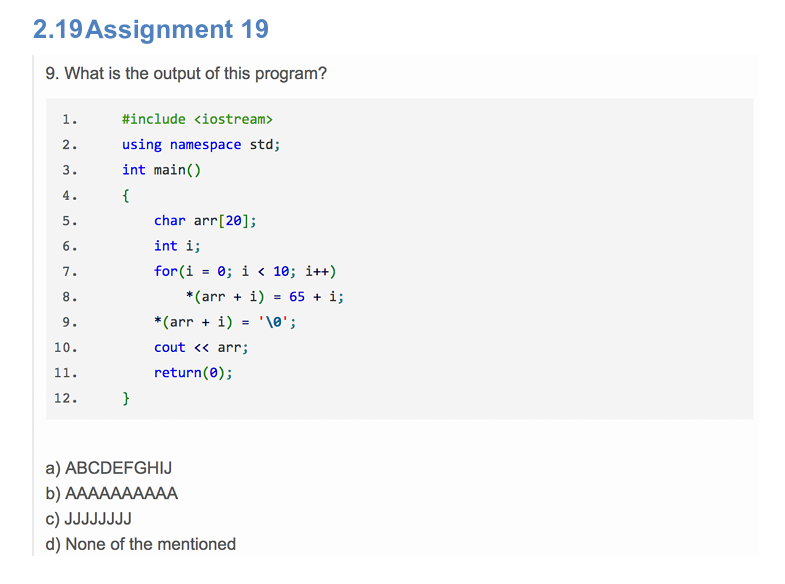 2.19Assignment 19
9. What is the output of this program?
1. #include <iostream>
2. using namespace std;
3. int main()
4. {
5. char arr[20];
6. int i;
7. for(i = 0; i < 10; i++)
8. *(arr + i) = 65 + i;
9. *(arr + i) = '\0';
10. cout << arr;
11. return(0);
12. }
a) ABCDEFGHIJ
b) AAAAAAAAAA
c) JJJJJJJJ
d) None of the mentioned